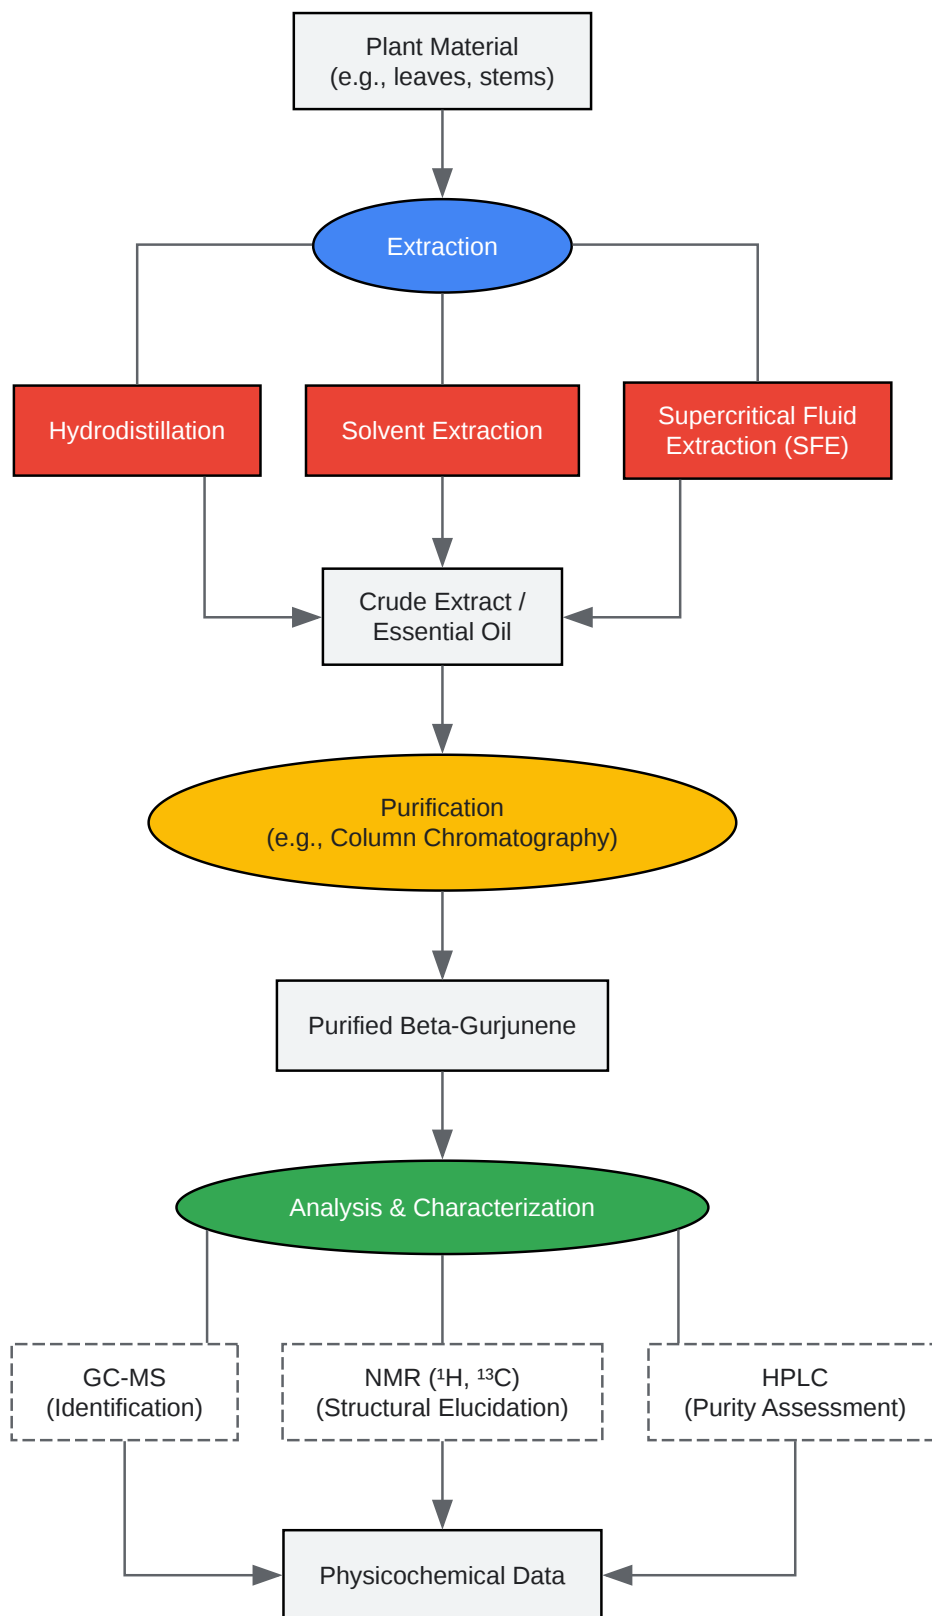 Plant Material
(e.g., leaves, stems)
Extraction
Hydrodistillation
Solvent Extraction
Supercritical Fluid
Extraction (SFE)
Crude Extract /
Essential Oil
Purification
(e.g., Column Chromatography)
Purified Beta-Gurjunene
Analysis & Characterization
GC-MS
(Identification)
NMR (¹H, ¹³C)
(Structural Elucidation)
HPLC
(Purity Assessment)
Physicochemical Data